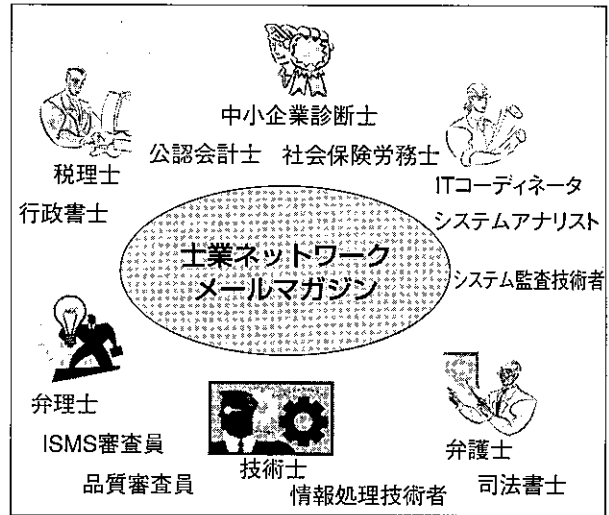 中小企業診断士
公認会計士 社会保険労務士
税理士
行政書士
ITコーディネータ
システムアナリスト
システム監査技術者
士業ネットワーク
メールマガジン
弁理士
ISMS審査員
品質審査員
技術士
情報処理技術者
弁護士
司法書士